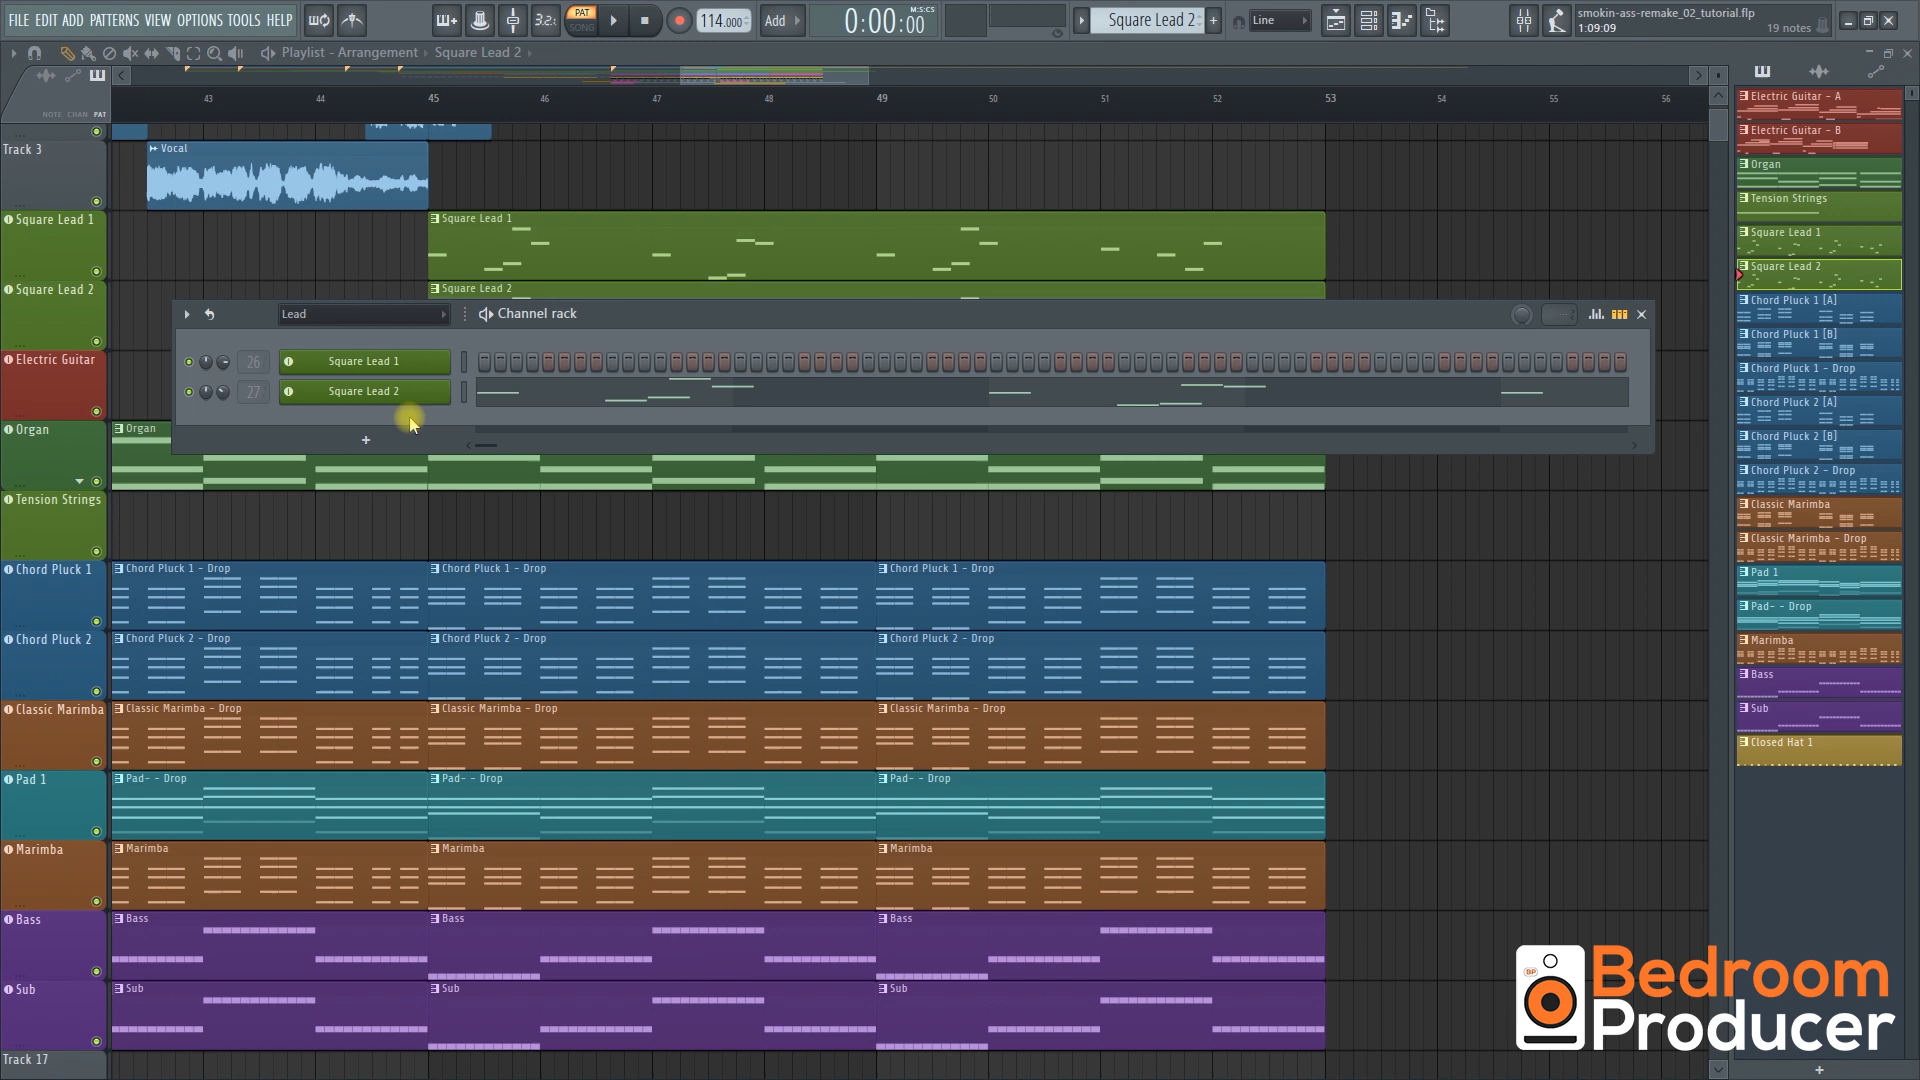 FILE EDIT ADD PATTERNS VIEW OPTIONS TOOLS HELP
3.2.
PAT
SONG
114.000
Add
0:00:00
M:S:CS
Square Lead 2
Line
smokin-ass-remake_02_tutorial.flp
1:09:09
19 notes
Playlist - Arrangement › Square Lead 2
NOTE CHAN PAT
43 44 45 46 47 48 49 50 51 52 53 54 55 56
Track 3
Vocal
Square Lead 1
Square Lead 1
Square Lead 2
Square Lead 2
Lead
Channel rack
26
Square Lead 1
27
Square Lead 2
Electric Guitar
Organ
Organ
Tension Strings
Chord Pluck 1
Chord Pluck 1 - Drop
Chord Pluck 1 - Drop
Chord Pluck 1 - Drop
Chord Pluck 2
Chord Pluck 2 - Drop
Chord Pluck 2 - Drop
Chord Pluck 2 - Drop
Classic Marimba
Classic Marimba - Drop
Classic Marimba - Drop
Classic Marimba - Drop
Pad 1
Pad- - Drop
Pad- - Drop
Pad- - Drop
Marimba
Marimba
Marimba
Marimba
Bass
Bass
Bass
Bass
Sub
Sub
Sub
Sub
Track 17
Electric Guitar - A
Electric Guitar - B
Organ
Tension Strings
Square Lead 1
Square Lead 2
Chord Pluck 1 [A]
Chord Pluck 1 [B]
Chord Pluck 1 - Drop
Chord Pluck 2 [A]
Chord Pluck 2 [B]
Chord Pluck 2 - Drop
Classic Marimba
Classic Marimba - Drop
Pad 1
Pad- - Drop
Marimba
Bass
Sub
Closed Hat 1
BP
Bedroom
Producer